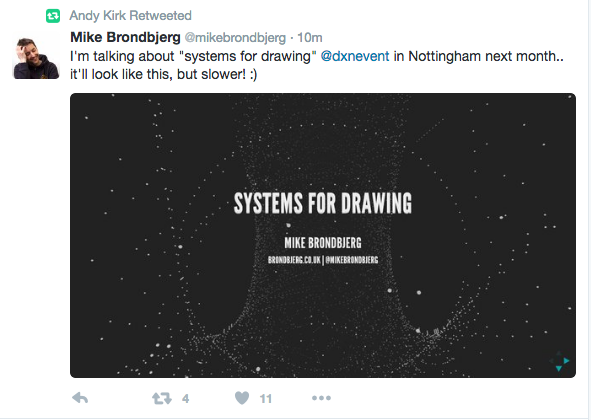 Andy Kirk Retweeted
Mike Brondbjerg @mikebrondbjerg · 10m
I'm talking about "systems for drawing" @dxnevent in Nottingham next month..
it'll look like this, but slower! :)
SYSTEMS FOR DRAWING
MIKE BRONDBJERG
BRONDBJERG.CO.UK | @MIKEBRONDBJERG
4
11